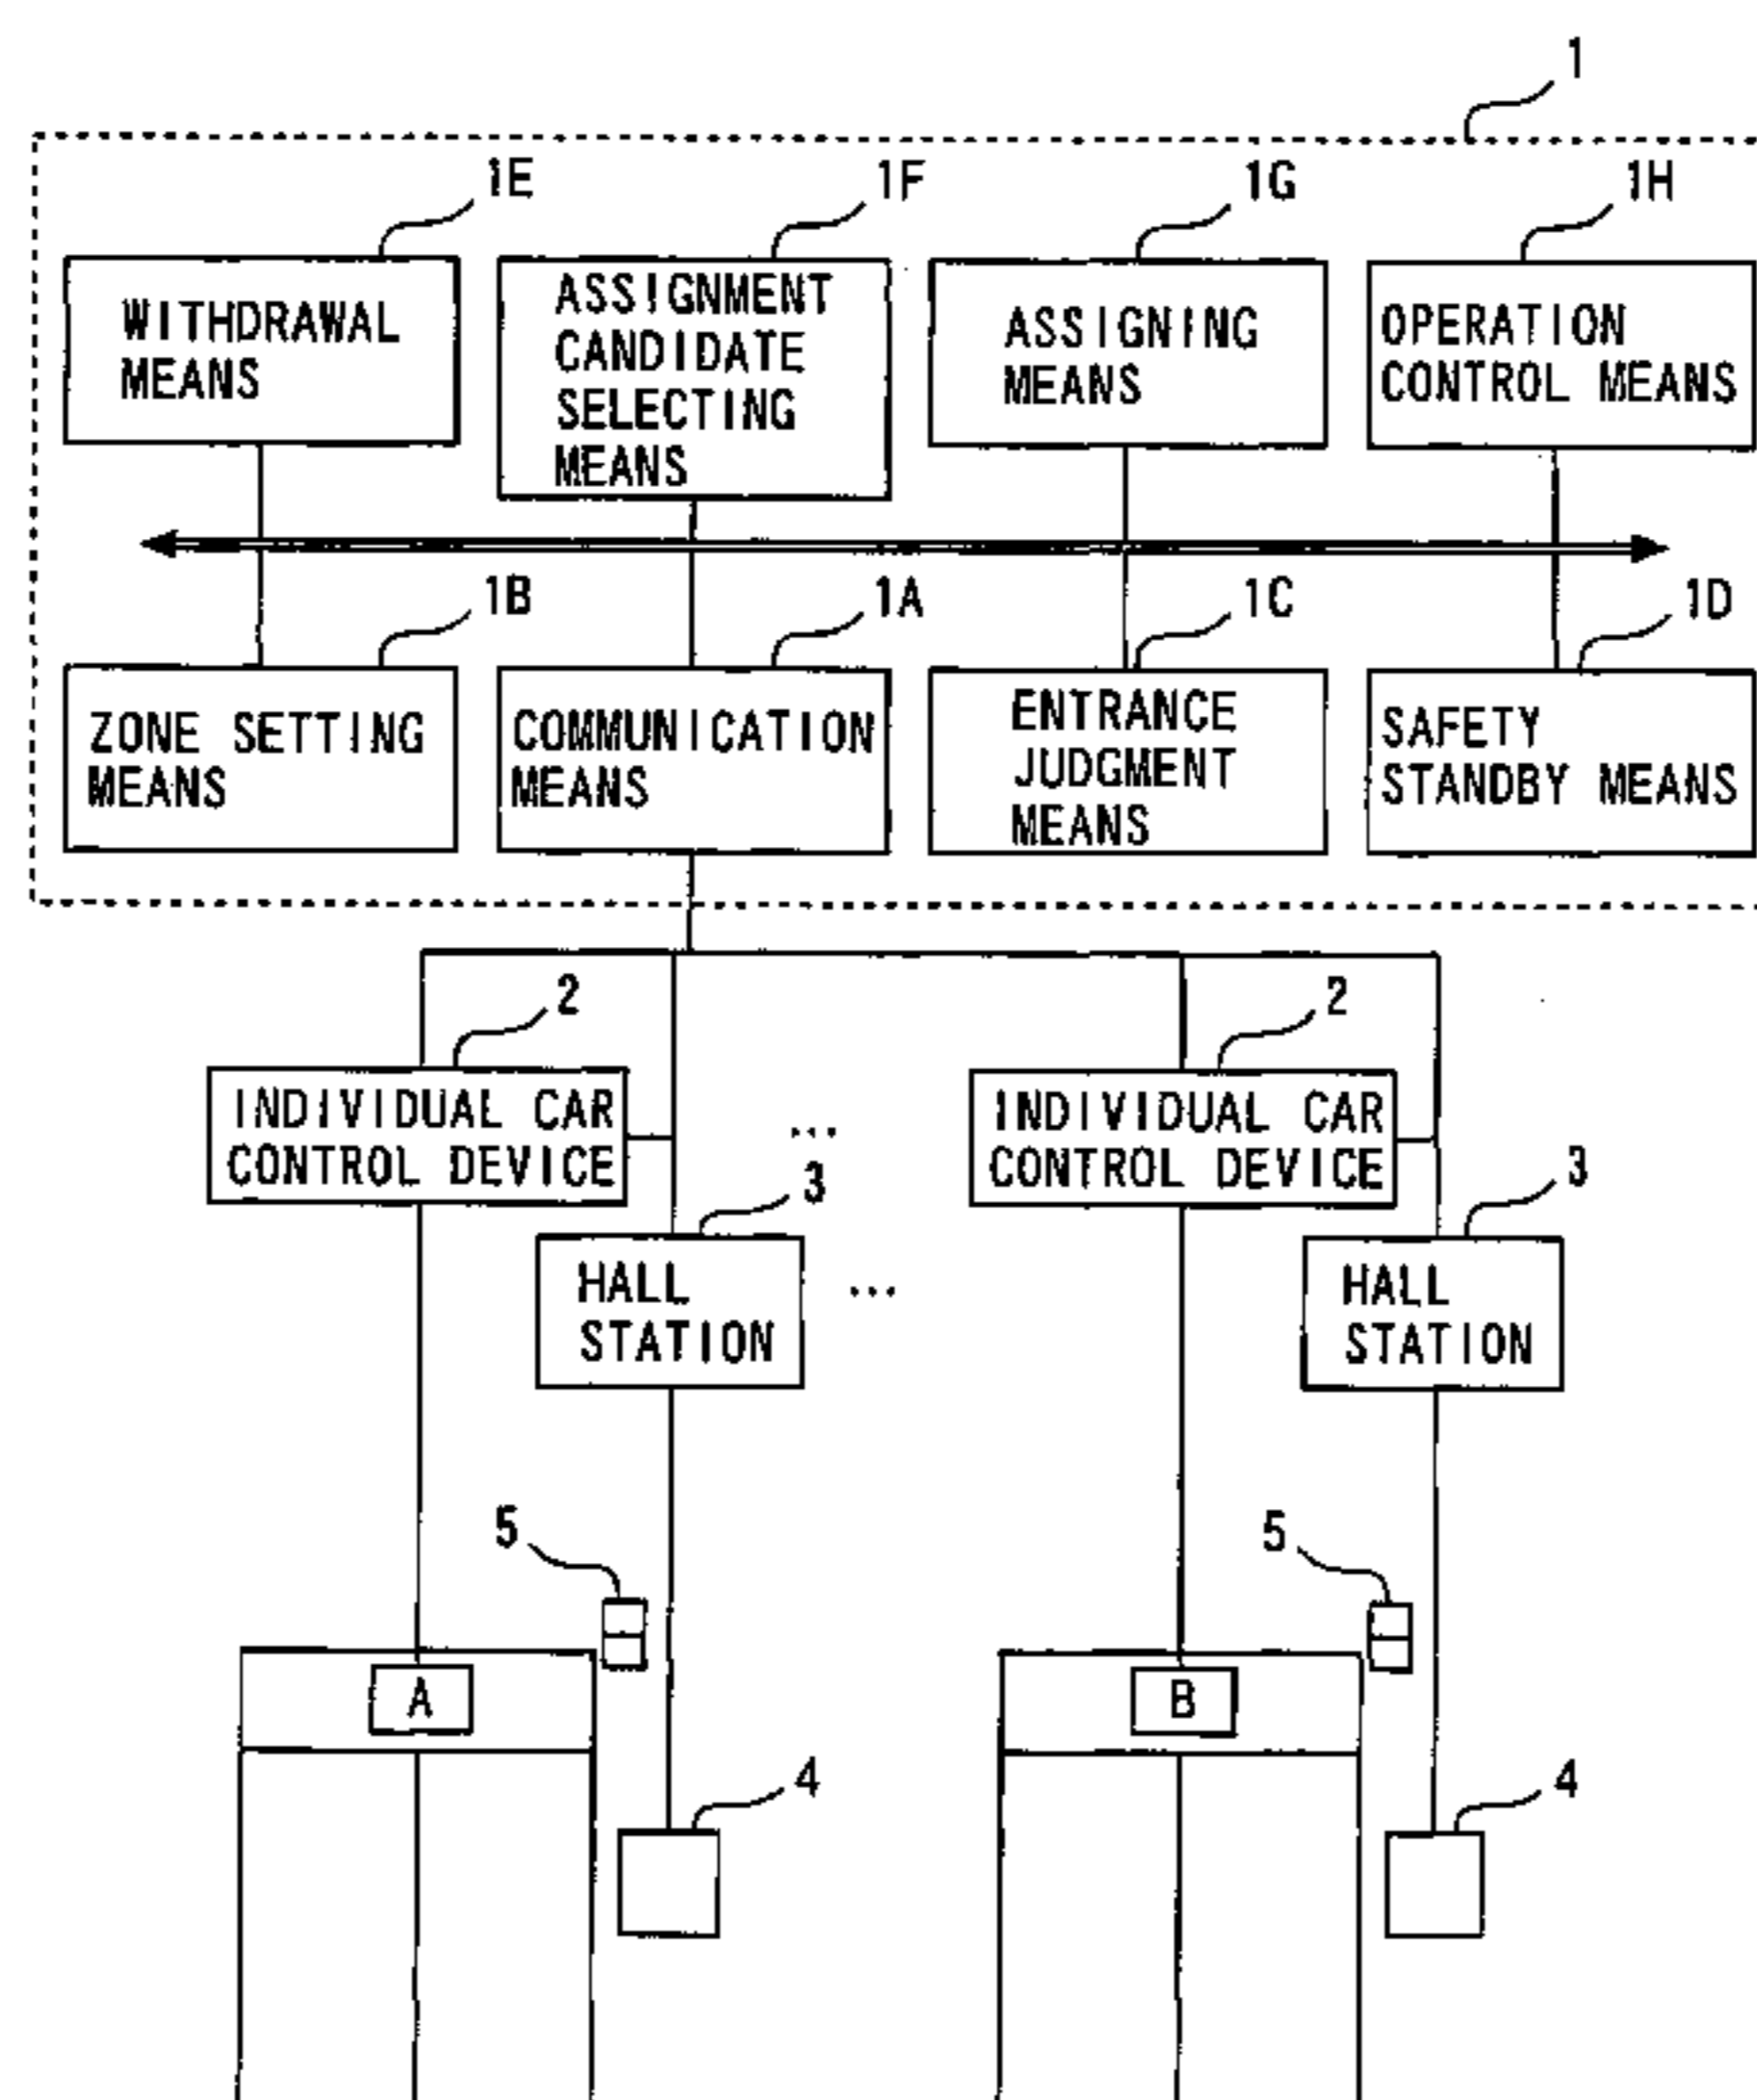 1
1E
1F
1G
1H
WITHDRAWAL
MEANS
ASSIGNMENT
CANDIDATE
SELECTING
MEANS
ASSIGNING
MEANS
OPERATION
CONTROL MEANS
1B
1A
1C
1D
ZONE SETTING
MEANS
COMMUNICATION
MEANS
ENTRANCE
JUDGMENT
MEANS
SAFETY
STANDBY MEANS
2
2
INDIVIDUAL CAR
CONTROL DEVICE
...
INDIVIDUAL CAR
CONTROL DEVICE
3
3
HALL
STATION
...
HALL
STATION
5
5
A
B
4
4